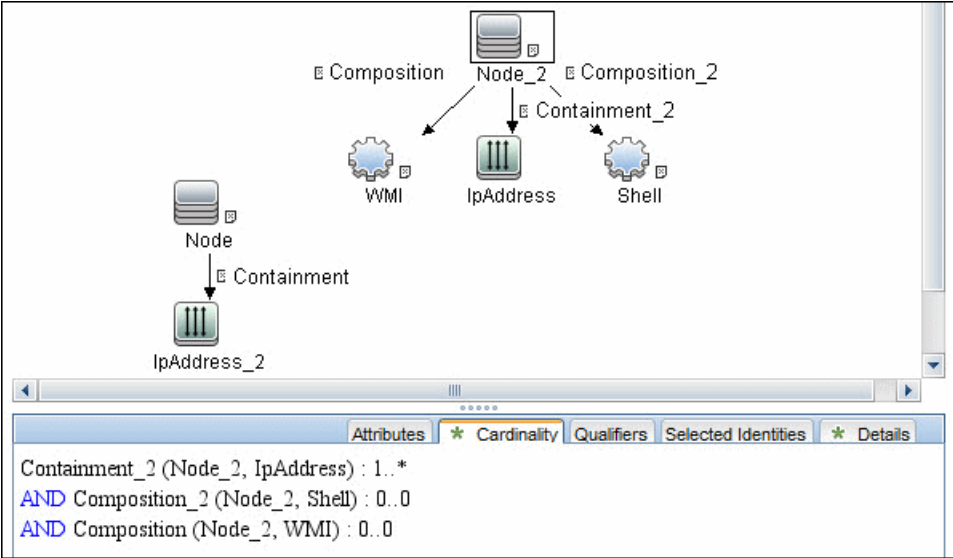 Composition
Node_2
Composition_2
Containment_2
WMI
IpAddress
Shell
Node
Containment
IpAddress_2
Attributes
* Cardinality
Qualifiers
Selected Identities
* Details
Containment_2 (Node_2, IpAddress) : 1..*
AND Composition_2 (Node_2, Shell) : 0..0
AND Composition (Node_2, WMI) : 0..0